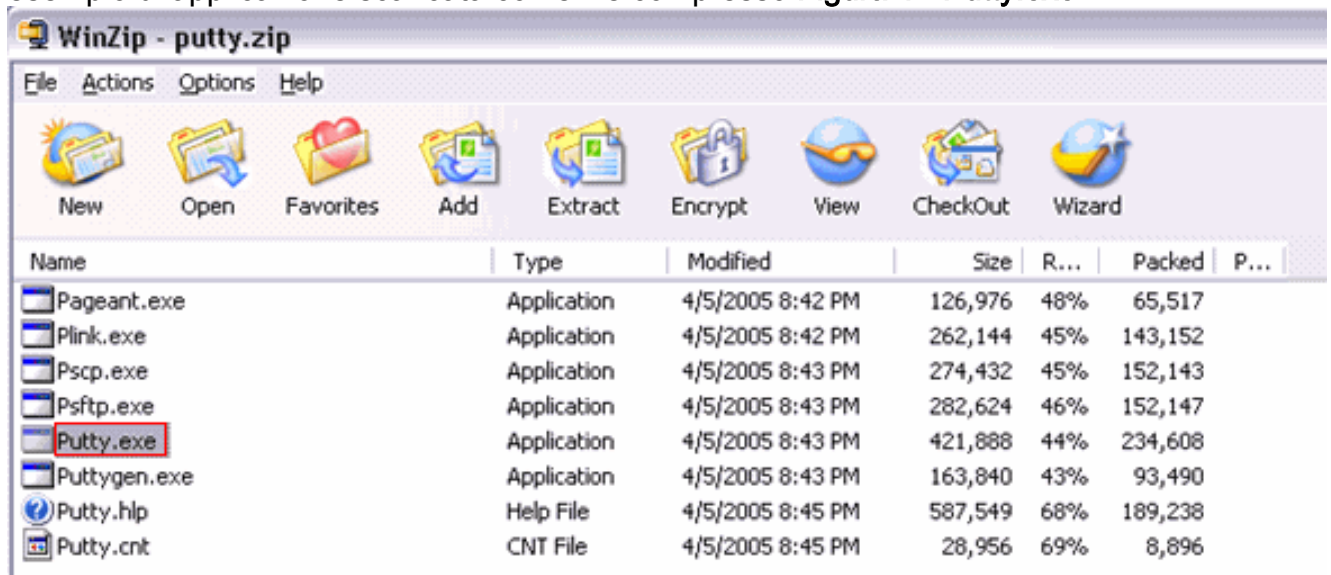 WinZip - putty.zip
File Actions Options Help
New Open Favorites Add Extract Encrypt View CheckOut Wizard
Name Type Modified Size R... Packed P...
Pageant.exe Application 4/5/2005 8:42 PM 126,976 48% 65,517
Plink.exe Application 4/5/2005 8:42 PM 262,144 45% 143,152
Pscp.exe Application 4/5/2005 8:43 PM 274,432 45% 152,143
Psftp.exe Application 4/5/2005 8:43 PM 282,624 46% 152,147
Putty.exe Application 4/5/2005 8:43 PM 421,888 44% 234,608
Puttygen.exe Application 4/5/2005 8:43 PM 163,840 43% 93,490
Putty.hlp Help File 4/5/2005 8:45 PM 587,549 68% 189,238
Putty.cnt CNT File 4/5/2005 8:45 PM 28,956 69% 8,896